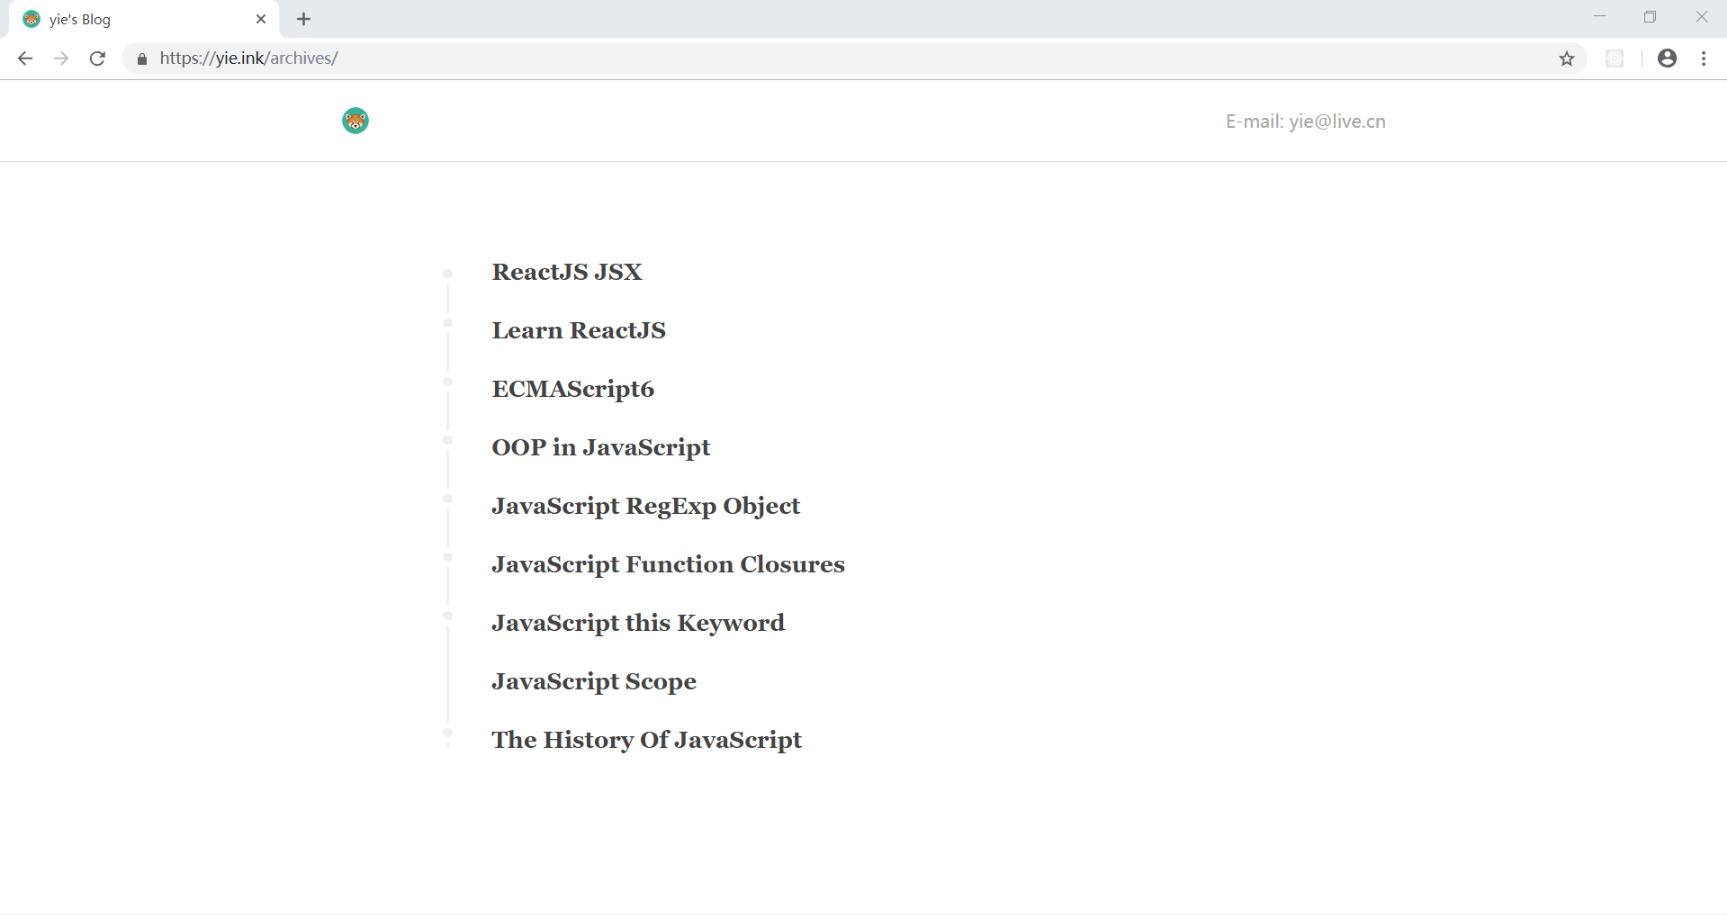 yie's Blog
https://yie.ink/archives/
E-mail: yie@live.cn
ReactJS JSX
Learn ReactJS
ECMAScript6
OOP in JavaScript
JavaScript RegExp Object
JavaScript Function Closures
JavaScript this Keyword
JavaScript Scope
The History Of JavaScript